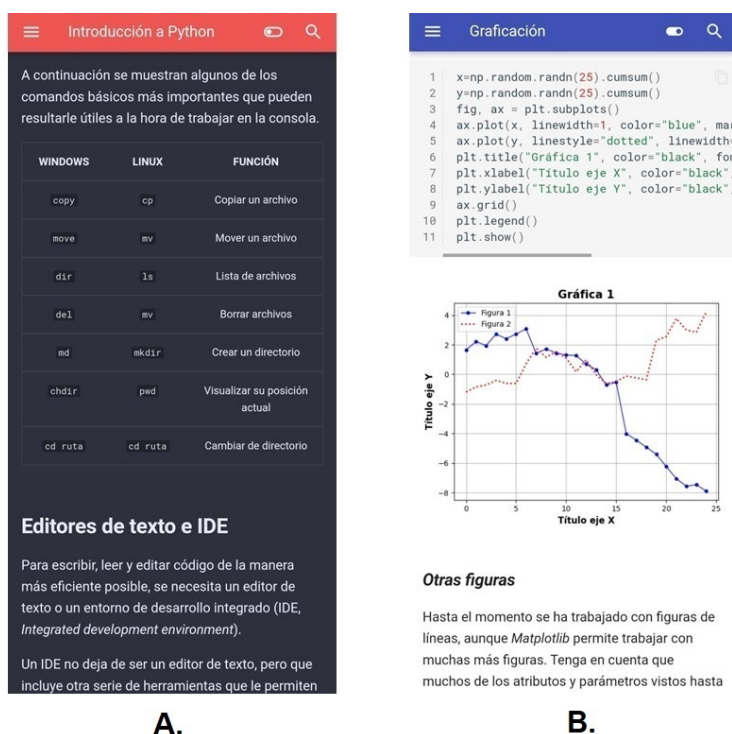 Introducción a Python
A continuación se muestran algunos de los
comandos básicos más importantes que pueden
resultarle útiles a la hora de trabajar en la consola.
WINDOWS LINUX FUNCIÓN
copy cp Copiar un archivo
move mv Mover un archivo
dir ls Lista de archivos
del mv Borrar archivos
md mkdir Crear un directorio
chdir pwd Visualizar su posición
actual
cd ruta cd ruta Cambiar de directorio
Editores de texto e IDE
Para escribir, leer y editar código de la manera
más eficiente posible, se necesita un editor de
texto o un entorno de desarrollo integrado (IDE,
Integrated development environment).
Un IDE no deja de ser un editor de texto, pero que
incluye otra serie de herramientas que le permiten
A.
Graficación
1 x=np.random.randn(25).cumsum()
2 y=np.random.randn(25).cumsum()
3 fig, ax = plt.subplots()
4 ax.plot(x, linewidth=1, color="blue", mar
5 ax.plot(y, linestyle="dotted", linewidth=
6 plt.title("Gráfica 1", color="black", fon
7 plt.xlabel("Título eje X", color="black",
8 plt.ylabel("Título eje Y", color="black",
9 ax.grid()
10 plt.legend()
11 plt.show()
Gráfica 1
Figura 1
Figura 2
Título eje Y
4
2
0
−2
−4
−6
−8
0 5 10 15 20 25
Título eje X
Otras figuras
Hasta el momento se ha trabajado con figuras de
líneas, aunque Matplotlib permite trabajar con
muchas más figuras. Tenga en cuenta que
muchos de los atributos y parámetros vistos hasta
B.